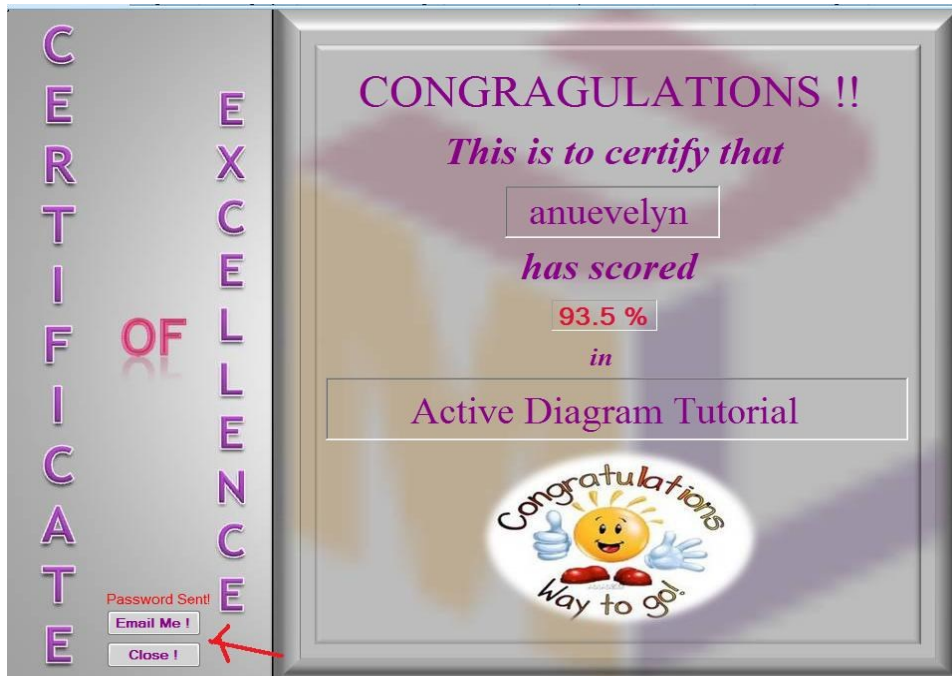 CERTIFICATE
OF
EXCELLENCE
Password Sent!
Email Me !
Close !
CONGRAGULATIONS !!
This is to certify that
anuevelyn
has scored
93.5 %
in
Active Diagram Tutorial
Congratulations
Way to go!